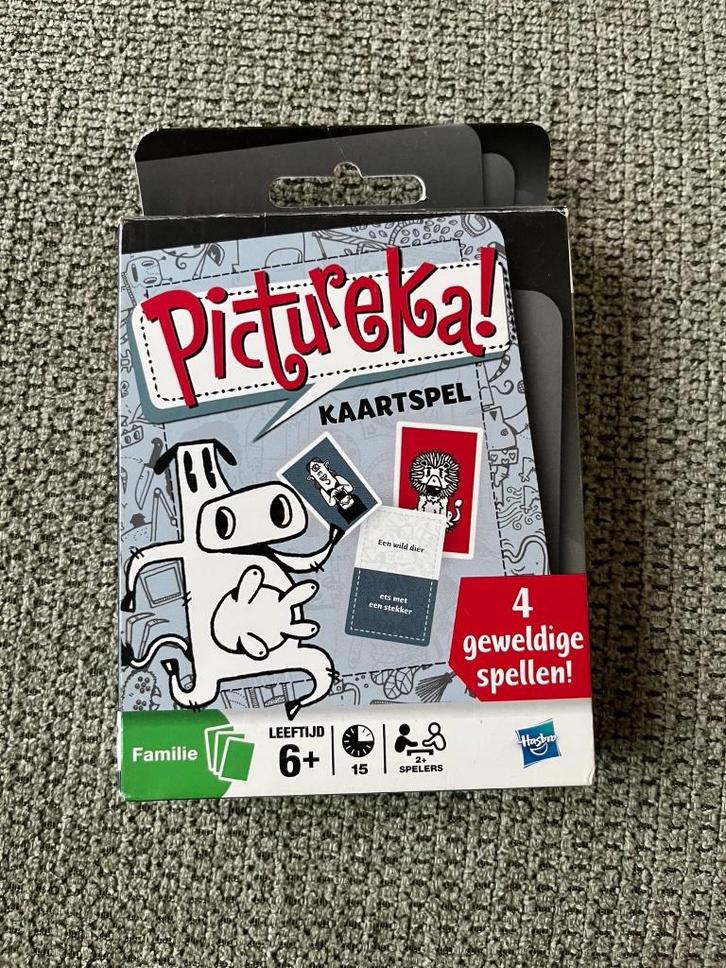 Pictureka!
KAARTSPEL
Een wild dier
ets met
een stekker
4
geweldige
spellen!
Familie
LEEFTIJD
6+
15
2+
SPELERS
Hasbro